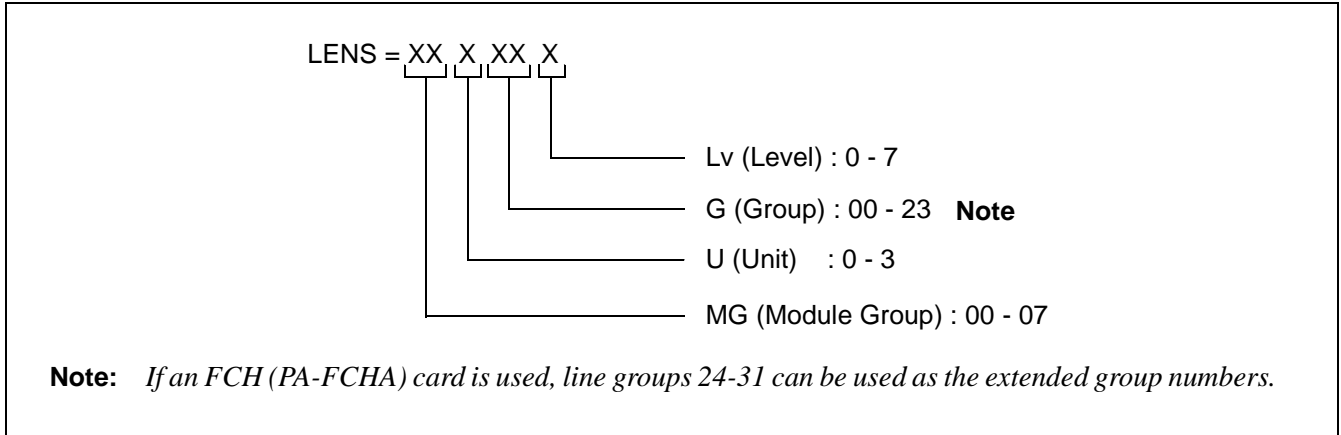 LENS = XX X XX X
Lv (Level) : 0 - 7
G (Group) : 00 - 23 Note
U (Unit) : 0 - 3
MG (Module Group) : 00 - 07
Note: If an FCH (PA-FCHA) card is used, line groups 24-31 can be used as the extended group numbers.